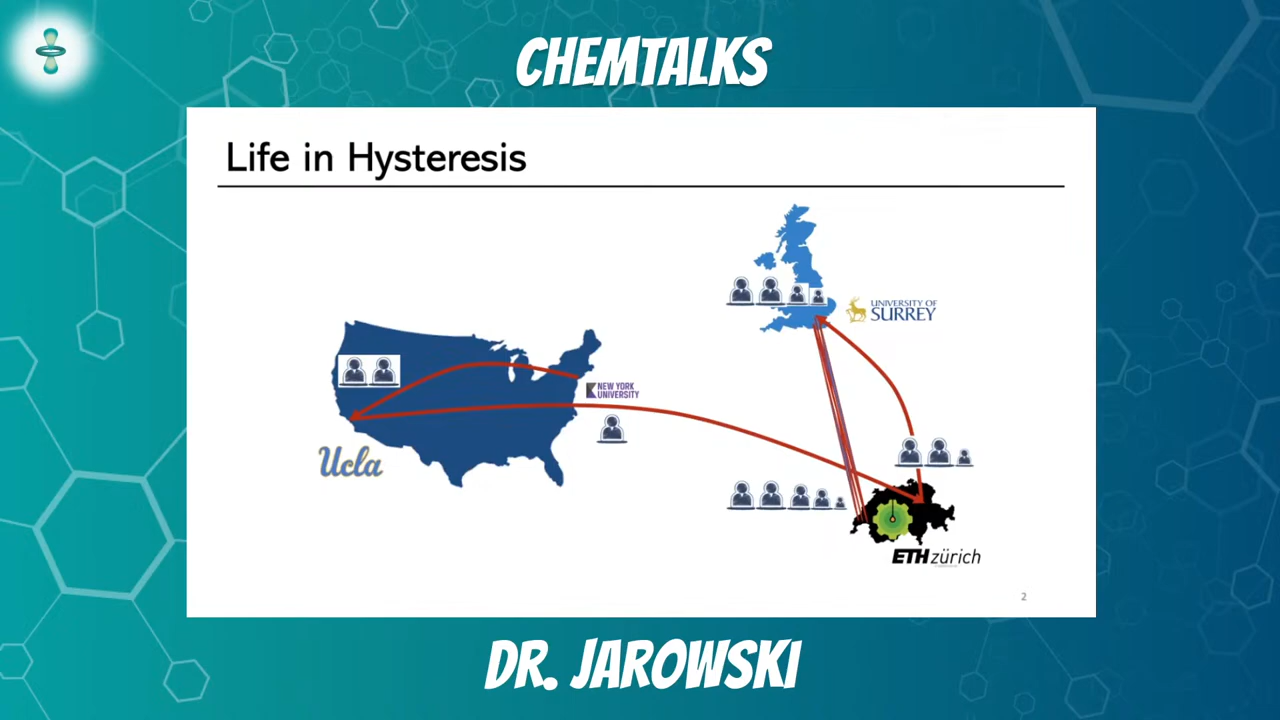 CHEMTALKS
Life in Hysteresis
UNIVERSITY OF
SURREY
NEW YORK
UNIVERSITY
Ucla
ETH zürich
2
DR. JAROWSKI